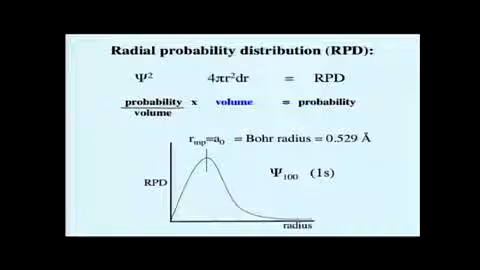 Radial probability distribution (RPD):
Ψ² 4πr²dr = RPD
probability/volume x volume = probability
r_mp=a₀ = Bohr radius = 0.529 Å
Ψ₁₀₀ (1s)
RPD
radius